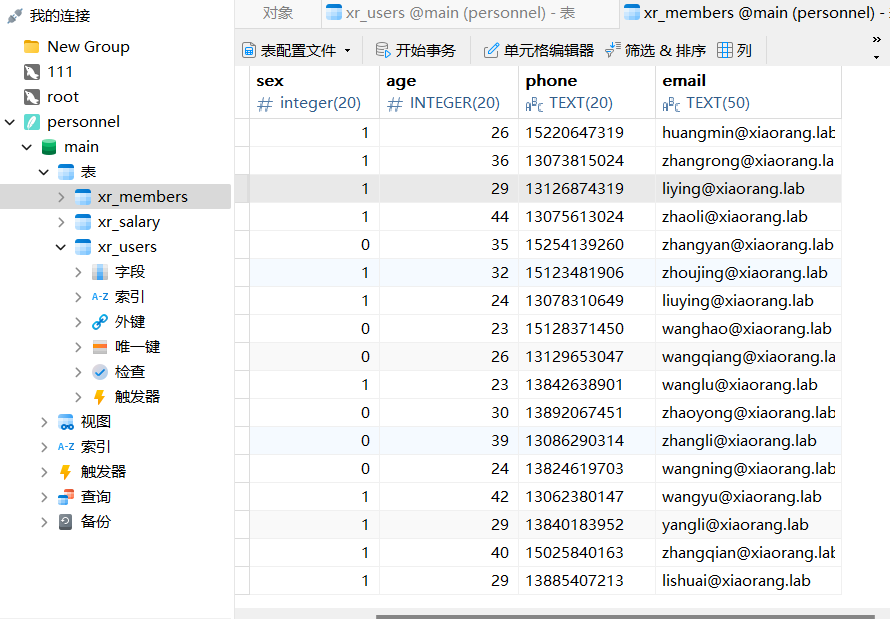 我的连接
New Group
111
root
personnel
main
表
xr_members
xr_salary
xr_users
字段
A-Z 索引
外键
唯一键
检查
触发器
视图
A-Z 索引
触发器
查询
备份
对象 xr_users @main (personnel) - 表 xr_members @main (personnel) -
表配置文件 开始事务 单元格编辑器 筛选 & 排序 列 »
sex age phone email
# integer(20) # INTEGER(20) ABC TEXT(20) ABC TEXT(50)
1 26 15220647319 huangmin@xiaorang.lab
1 36 13073815024 zhangrong@xiaorang.la
1 29 13126874319 liying@xiaorang.lab
1 44 13075613024 zhaoli@xiaorang.lab
0 35 15254139260 zhangyan@xiaorang.lab
1 32 15123481906 zhoujing@xiaorang.lab
1 24 13078310649 liuying@xiaorang.lab
0 23 15128371450 wanghao@xiaorang.lab
0 26 13129653047 wangqiang@xiaorang.la
1 23 13842638901 wanglu@xiaorang.lab
0 30 13892067451 zhaoyong@xiaorang.lab
0 39 13086290314 zhangli@xiaorang.lab
0 24 13824619703 wangning@xiaorang.lab
1 42 13062380147 wangyu@xiaorang.lab
1 29 13840183952 yangli@xiaorang.lab
1 40 15025840163 zhangqian@xiaorang.lab
1 29 13885407213 lishuai@xiaorang.lab